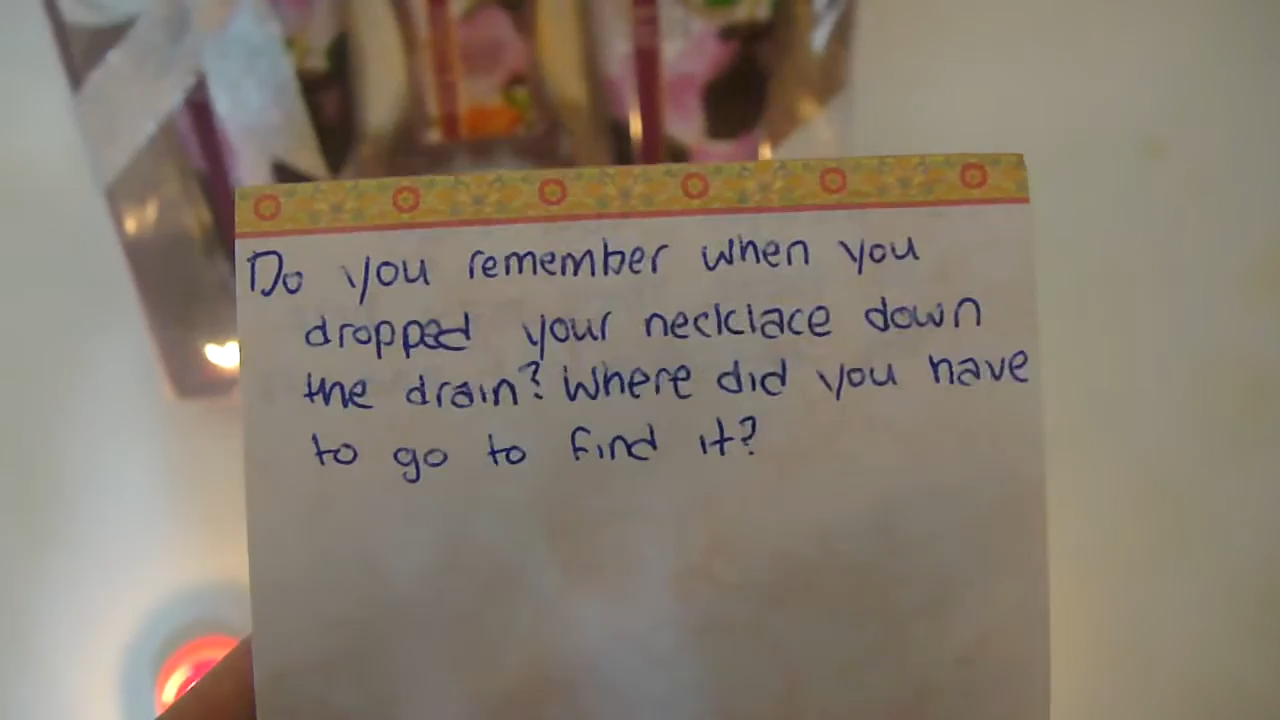 Do you remember when you
dropped your necklace down
the drain? Where did you have
to go to find it?